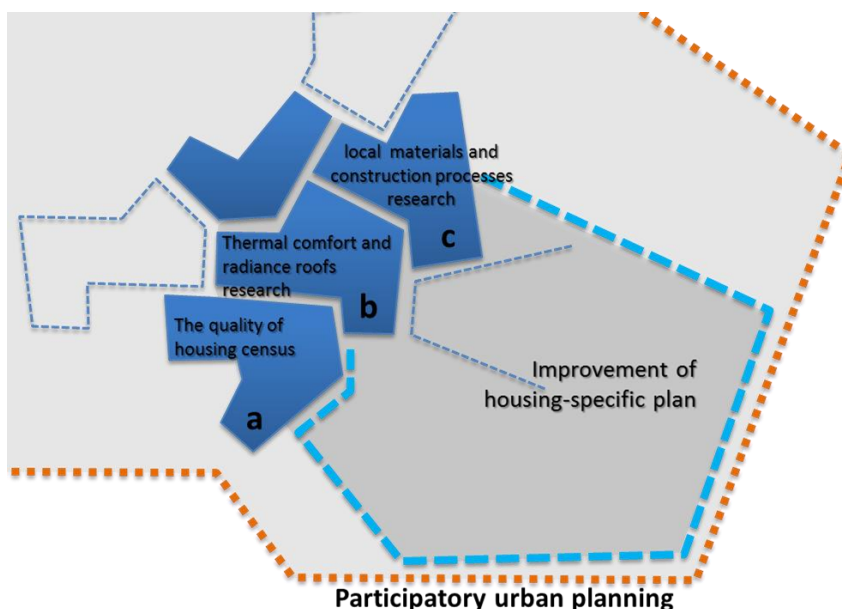 local materials and
construction processes
research
c
Thermal comfort and
radiance roofs
research
b
The quality of
housing census
a
Improvement of
housing-specific plan
Participatory urban planning